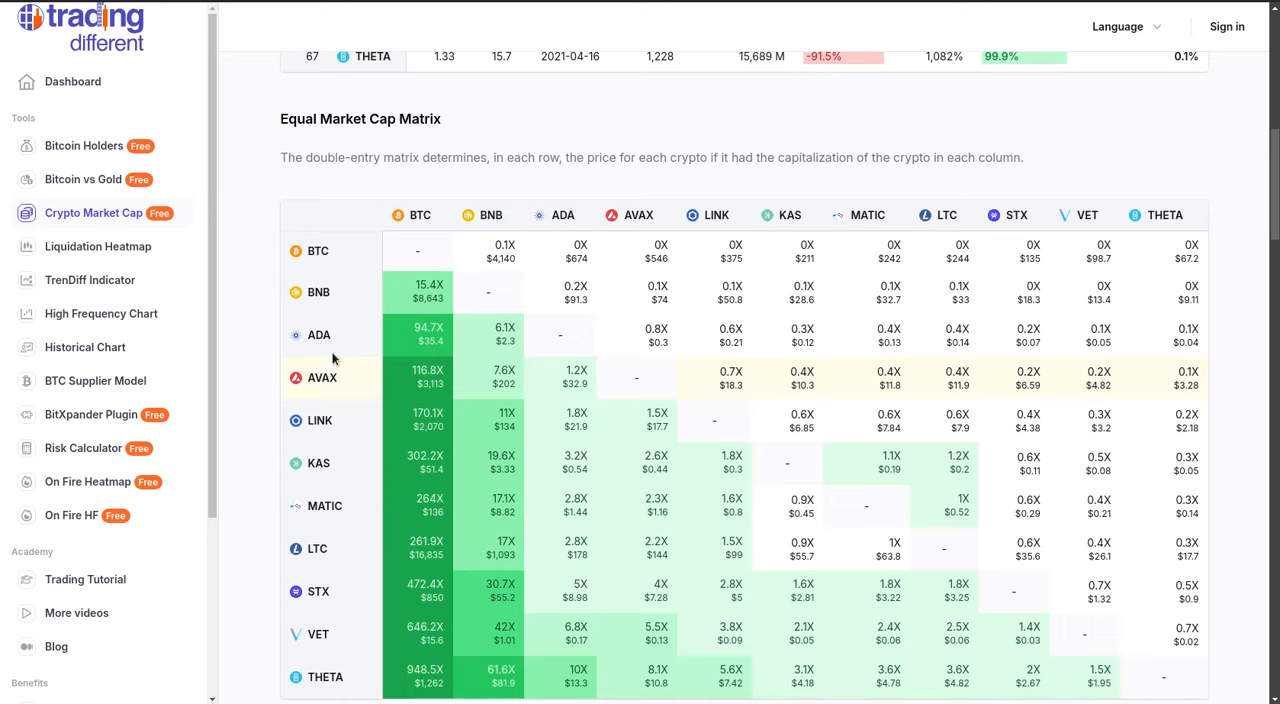 trading
different
Language
Sign in
67 THETA 1.33 15.7 2021-04-16 1,228 15,689 M -91.5% 1,082% 99.9% 0.1%
Dashboard
Tools
Bitcoin Holders Free
Bitcoin vs Gold Free
Crypto Market Cap Free
Liquidation Heatmap
TrenDiff Indicator
High Frequency Chart
Historical Chart
BTC Supplier Model
BitXpander Plugin Free
Risk Calculator Free
On Fire Heatmap Free
On Fire HF Free
Academy
Trading Tutorial
More videos
Blog
Benefits
Equal Market Cap Matrix
The double-entry matrix determines, in each row, the price for each crypto if it had the capitalization of the crypto in each column.
BTC BNB ADA AVAX LINK KAS MATIC LTC STX VET THETA
BTC - 0.1X 0X 0X 0X 0X 0X 0X 0X 0X 0X
$4,140 $674 $546 $375 $211 $242 $244 $135 $98.7 $67.2
BNB 15.4X - 0.2X 0.1X 0.1X 0.1X 0.1X 0.1X 0X 0X 0X
$8,643 $91.3 $74 $50.8 $28.6 $32.7 $33 $18.3 $13.4 $9.11
ADA 94.7X 6.1X - 0.8X 0.6X 0.3X 0.4X 0.4X 0.2X 0.1X 0.1X
$35.4 $2.3 $0.3 $0.21 $0.12 $0.13 $0.14 $0.07 $0.05 $0.04
AVAX 116.8X 7.6X 1.2X - 0.7X 0.4X 0.4X 0.4X 0.2X 0.2X 0.1X
$3,113 $202 $32.9 $18.3 $10.3 $11.8 $11.9 $6.59 $4.82 $3.28
LINK 170.1X 11X 1.8X 1.5X - 0.6X 0.6X 0.6X 0.4X 0.3X 0.2X
$2,070 $134 $21.9 $17.7 $6.85 $7.84 $7.9 $4.38 $3.2 $2.18
KAS 302.2X 19.6X 3.2X 2.6X 1.8X - 1.1X 1.2X 0.6X 0.5X 0.3X
$51.4 $3.33 $0.54 $0.44 $0.3 $0.19 $0.2 $0.11 $0.08 $0.05
MATIC 264X 17.1X 2.8X 2.3X 1.6X 0.9X - 1X 0.6X 0.4X 0.3X
$136 $8.82 $1.44 $1.16 $0.8 $0.45 $0.52 $0.29 $0.21 $0.14
LTC 261.9X 17X 2.8X 2.2X 1.5X 0.9X 1X - 0.6X 0.4X 0.3X
$16,835 $1,093 $178 $144 $99 $55.7 $63.8 $35.6 $26.1 $17.7
STX 472.4X 30.7X 5X 4X 2.8X 1.6X 1.8X 1.8X - 0.7X 0.5X
$850 $55.2 $8.98 $7.28 $5 $2.81 $3.22 $3.25 $1.32 $0.9
VET 646.2X 42X 6.8X 5.5X 3.8X 2.1X 2.4X 2.5X 1.4X - 0.7X
$15.6 $1.01 $0.17 $0.13 $0.09 $0.05 $0.06 $0.06 $0.03 $0.02
THETA 948.5X 61.6X 10X 8.1X 5.6X 3.1X 3.6X 3.6X 2X 1.5X -
$1,262 $81.9 $13.3 $10.8 $7.42 $4.18 $4.78 $4.82 $2.67 $1.95